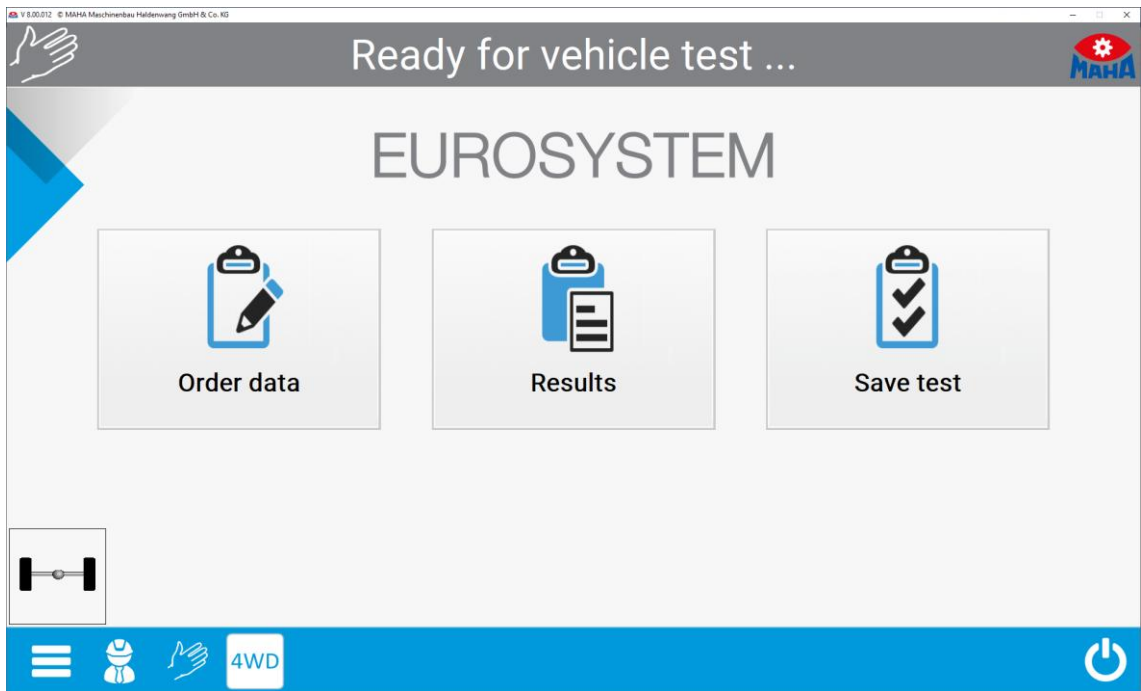 V 8.00.012 © MAHA Maschinenbau Haldenwang GmbH & Co. KG
Ready for vehicle test ...
MAHA
EUROSYSTEM
Order data
Results
Save test
4WD